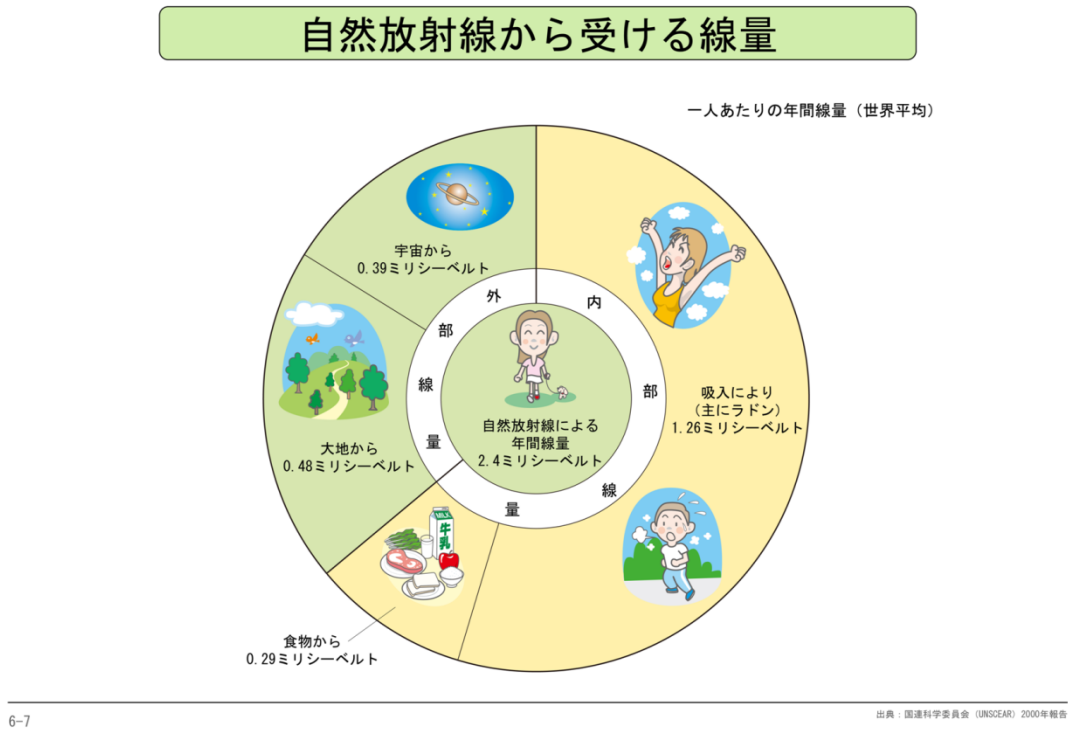 自然放射線から受ける線量
一人あたりの年間線量（世界平均）
宇宙から
0.39ミリシーベルト
外部線量
内部線量
大地から
0.48ミリシーベルト
自然放射線による
年間線量
2.4ミリシーベルト
吸入により
（主にラドン）
1.26ミリシーベルト
MILK
牛乳
食物から
0.29ミリシーベルト
6-7
出典：国連科学委員会（UNSCEAR）2000年報告